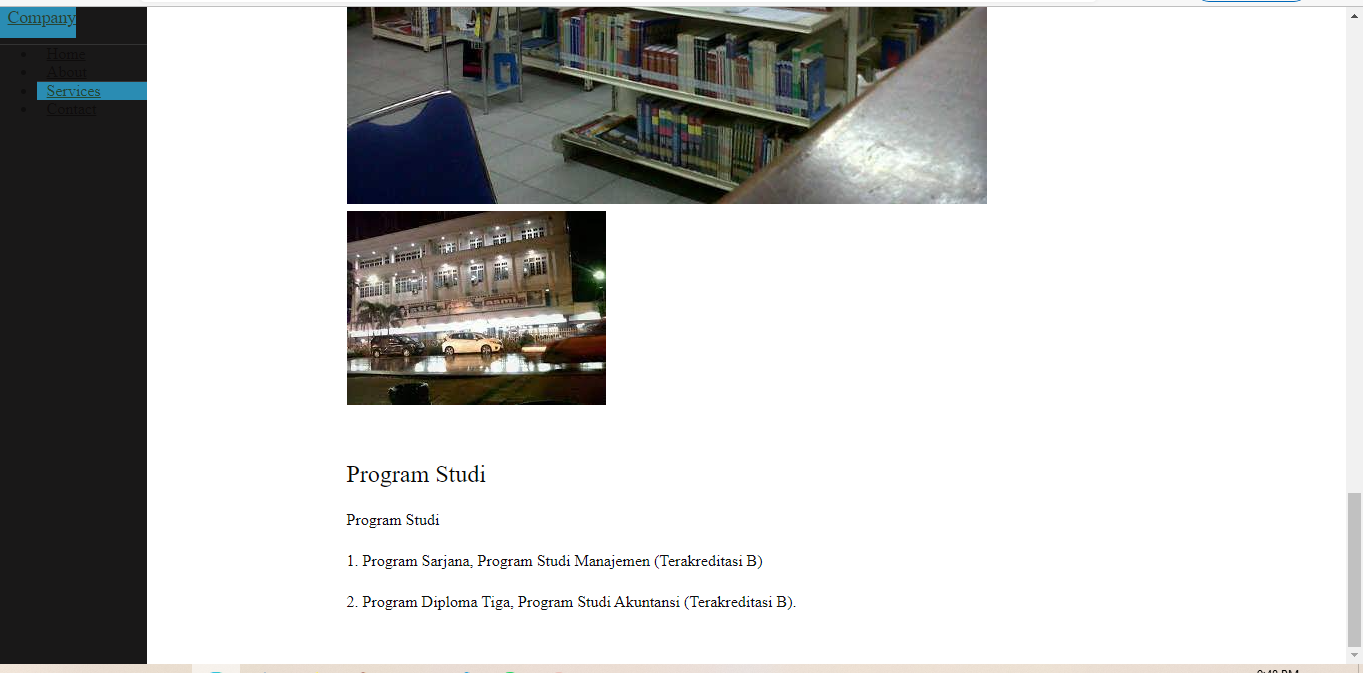 Company
Home
About
Services
Contact
Program Studi
Program Studi
1. Program Sarjana, Program Studi Manajemen (Terakreditasi B)
2. Program Diploma Tiga, Program Studi Akuntansi (Terakreditasi B).